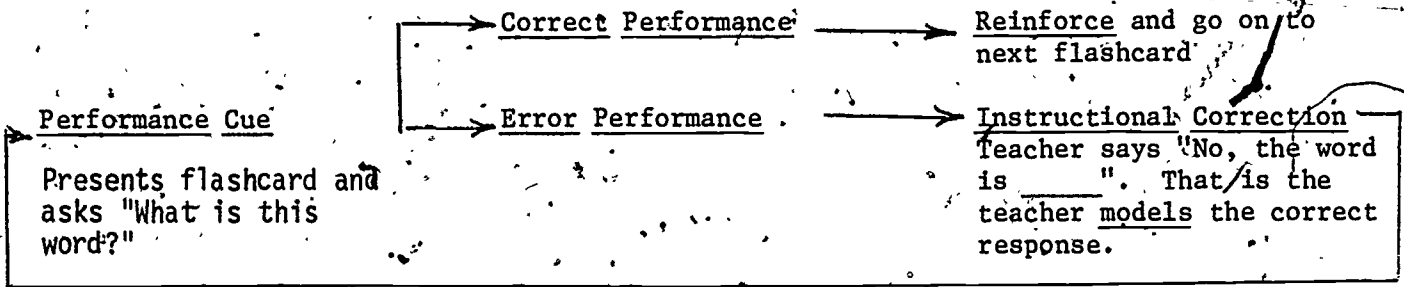 Correct Performance
Reinforce and go on to
next flashcard
Performance Cue
Presents flashcard and
asks "What is this
word?"
Error Performance
Instructional Correction
Teacher says "No, the word
is ____". That is the
teacher models the correct
response.